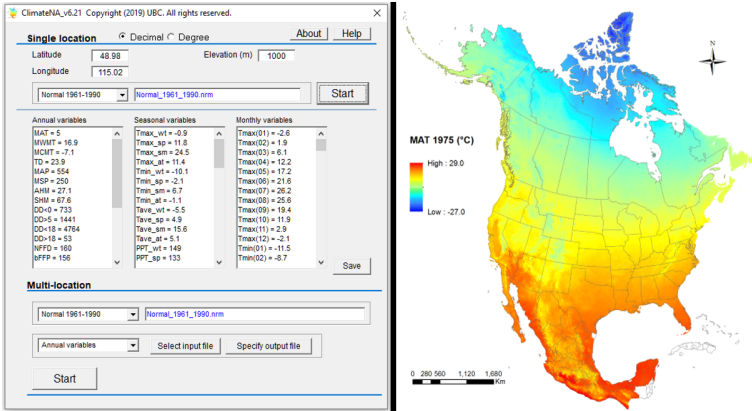 ClimateNA_v6.21 Copyright (2019) UBC. All rights reserved.
Single location
Decimal
Degree
About
Help
Latitude
48.98
Elevation (m)
1000
Longitude
115.02
Normal 1961-1990
Normal_1961_1990.nrm
Start
Annual variables
MAT = 5
MWMT = 16.9
MCMT = -7.1
TD = 23.9
MAP = 554
MSP = 250
AHM = 27.1
SHM = 67.6
DD<0 = 733
DD>5 = 1441
DD<18 = 4764
DD>18 = 53
NFFD = 160
bFFP = 156
Seasonal variables
Tmax_wt = -0.9
Tmax_sp = 11.8
Tmax_sm = 24.5
Tmax_at = 11.4
Tmin_wt = -10.1
Tmin_sp = -2.1
Tmin_sm = 6.7
Tmin_at = -1.1
Tave_wt = -5.5
Tave_sp = 4.9
Tave_sm = 15.6
Tave_at = 5.1
PPT_wt = 149
PPT_sp = 133
Monthly variables
Tmax(01) = -2.6
Tmax(02) = 1.9
Tmax(03) = 6.1
Tmax(04) = 12.2
Tmax(05) = 17.2
Tmax(06) = 21.6
Tmax(07) = 26.2
Tmax(08) = 25.6
Tmax(09) = 19.4
Tmax(10) = 11.9
Tmax(11) = 2.9
Tmax(12) = -2.1
Tmin(01) = -11.5
Tmin(02) = -8.7
Save
Multi-location
Normal 1961-1990
Normal_1961_1990.nrm
Annual variables
Select input file
Specify output file
Start
N
MAT 1975 (°C)
High : 29.0
Low : -27.0
0 280 560 1,120 1,680
Km